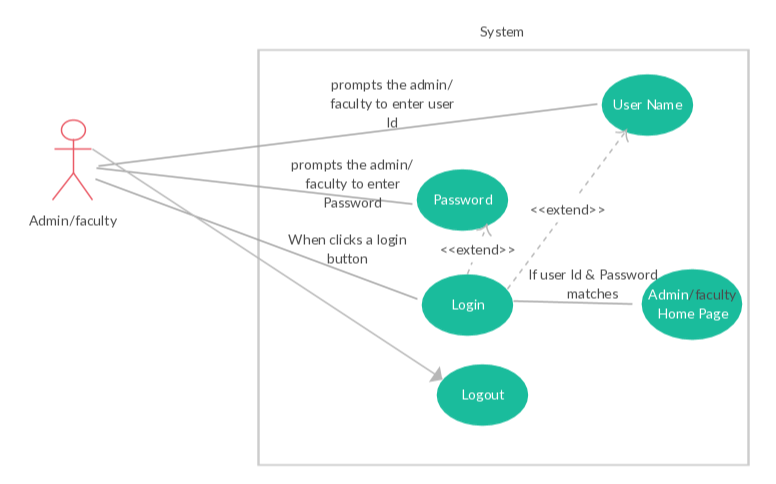 System
prompts the admin/
faculty to enter user
Id
User Name
prompts the admin/
faculty to enter
Password
Password
Admin/faculty
<<extend>>
When clicks a login
button
<<extend>>
If user Id & Password
matches
Login
Admin/faculty
Home Page
Logout